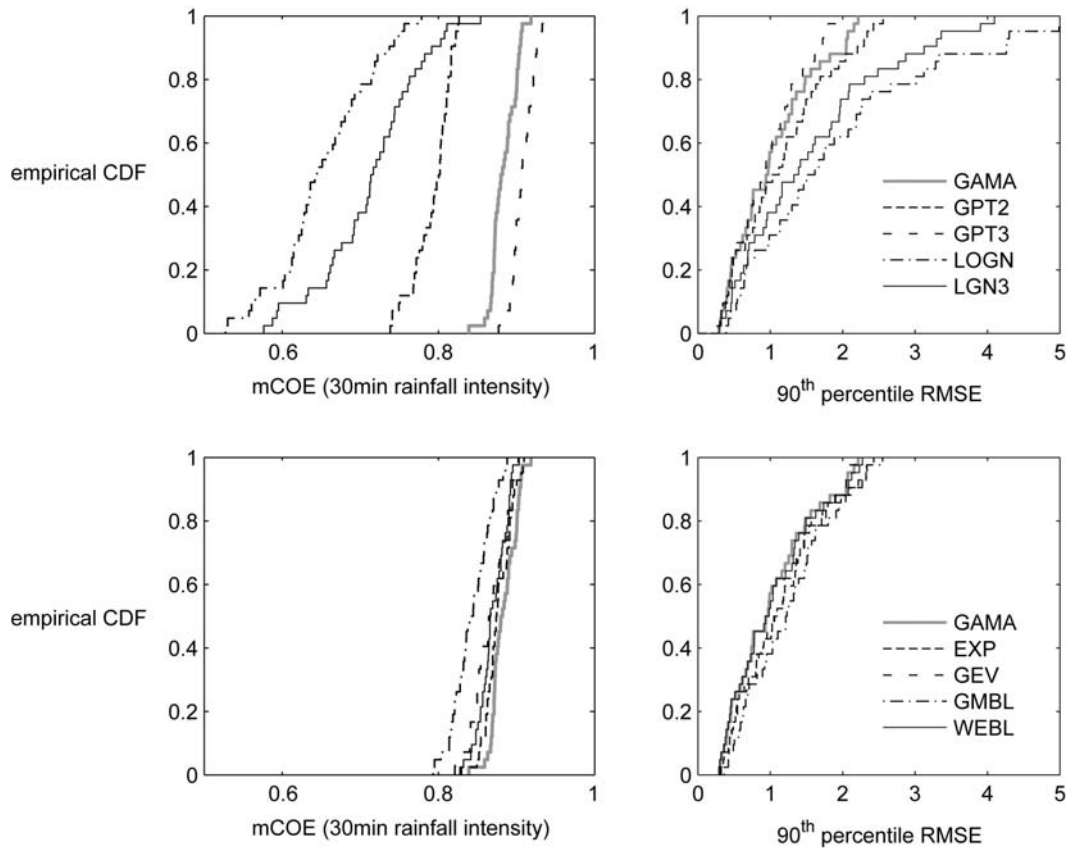 1
0.8
0.6
0.4
0.2
0
empirical CDF
0.6
0.8
1
mCOE (30min rainfall intensity)
1
0.8
0.6
0.4
0.2
0
GAMA
GPT2
GPT3
LOGN
LGN3
0
1
2
3
4
5
90th percentile RMSE
1
0.8
0.6
0.4
0.2
0
empirical CDF
0.6
0.8
1
mCOE (30min rainfall intensity)
1
0.8
0.6
0.4
0.2
0
GAMA
EXP
GEV
GMBL
WEBL
0
1
2
3
4
5
90th percentile RMSE